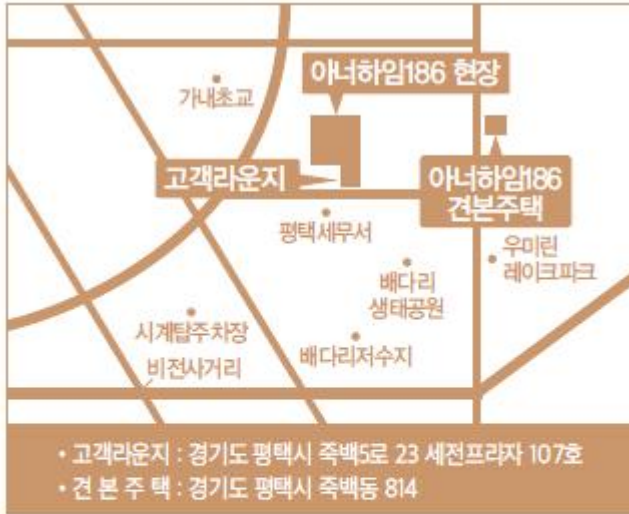 아너하임186 현장
가내초교
고객라운지
아너하임186
견본주택
평택세무서
우미린
레이크파크
배다리
생태공원
시계탑주차장
배다리저수지
비전사거리
• 고객라운지 : 경기도 평택시 죽백5로 23 세전프라자 107호
• 견 본 주 택 : 경기도 평택시 죽백동 814